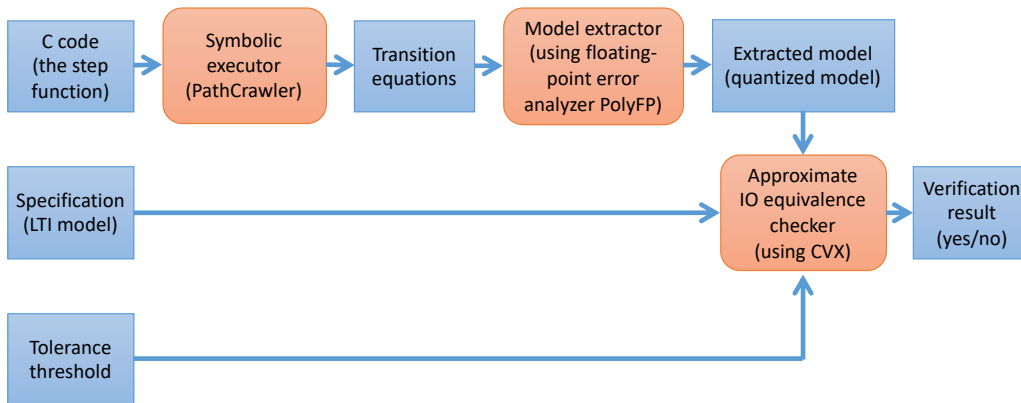 C code
(the step
function)
Symbolic
executor
(PathCrawler)
Transition
equations
Model extractor
(using floating-
point error
analyzer PolyFP)
Extracted model
(quantized model)
Specification
(LTI model)
Approximate
IO equivalence
checker
(using CVX)
Verification
result
(yes/no)
Tolerance
threshold